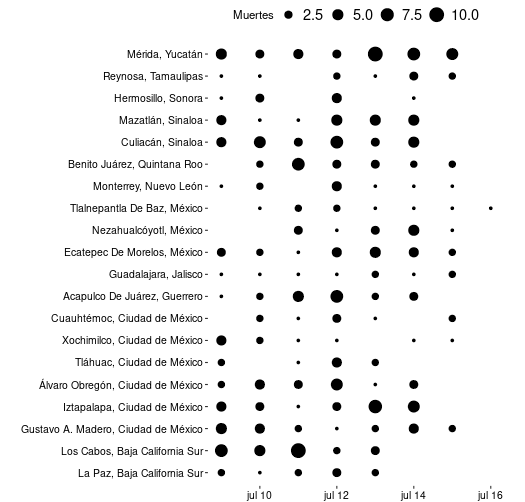 Muertes 2.5 5.0 7.5 10.0
Mérida, Yucatán
Reynosa, Tamaulipas
Hermosillo, Sonora
Mazatlán, Sinaloa
Culiacán, Sinaloa
Benito Juárez, Quintana Roo
Monterrey, Nuevo León
Tlalnepantla De Baz, México
Nezahualcóyotl, México
Ecatepec De Morelos, México
Guadalajara, Jalisco
Acapulco De Juárez, Guerrero
Cuauhtémoc, Ciudad de México
Xochimilco, Ciudad de México
Tláhuac, Ciudad de México
Álvaro Obregón, Ciudad de México
Iztapalapa, Ciudad de México
Gustavo A. Madero, Ciudad de México
Los Cabos, Baja California Sur
La Paz, Baja California Sur
jul 10 jul 12 jul 14 jul 16